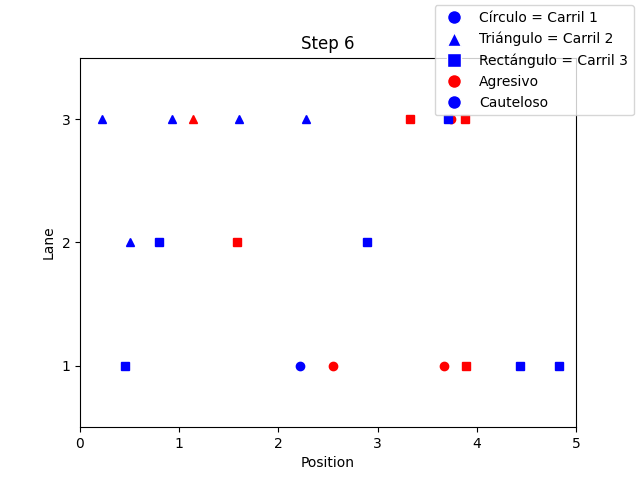 Step 6
Círculo = Carril 1
Triángulo = Carril 2
Rectángulo = Carril 3
Agresivo
Cauteloso
Lane
3
2
1
0 1 2 3 4 5
Position